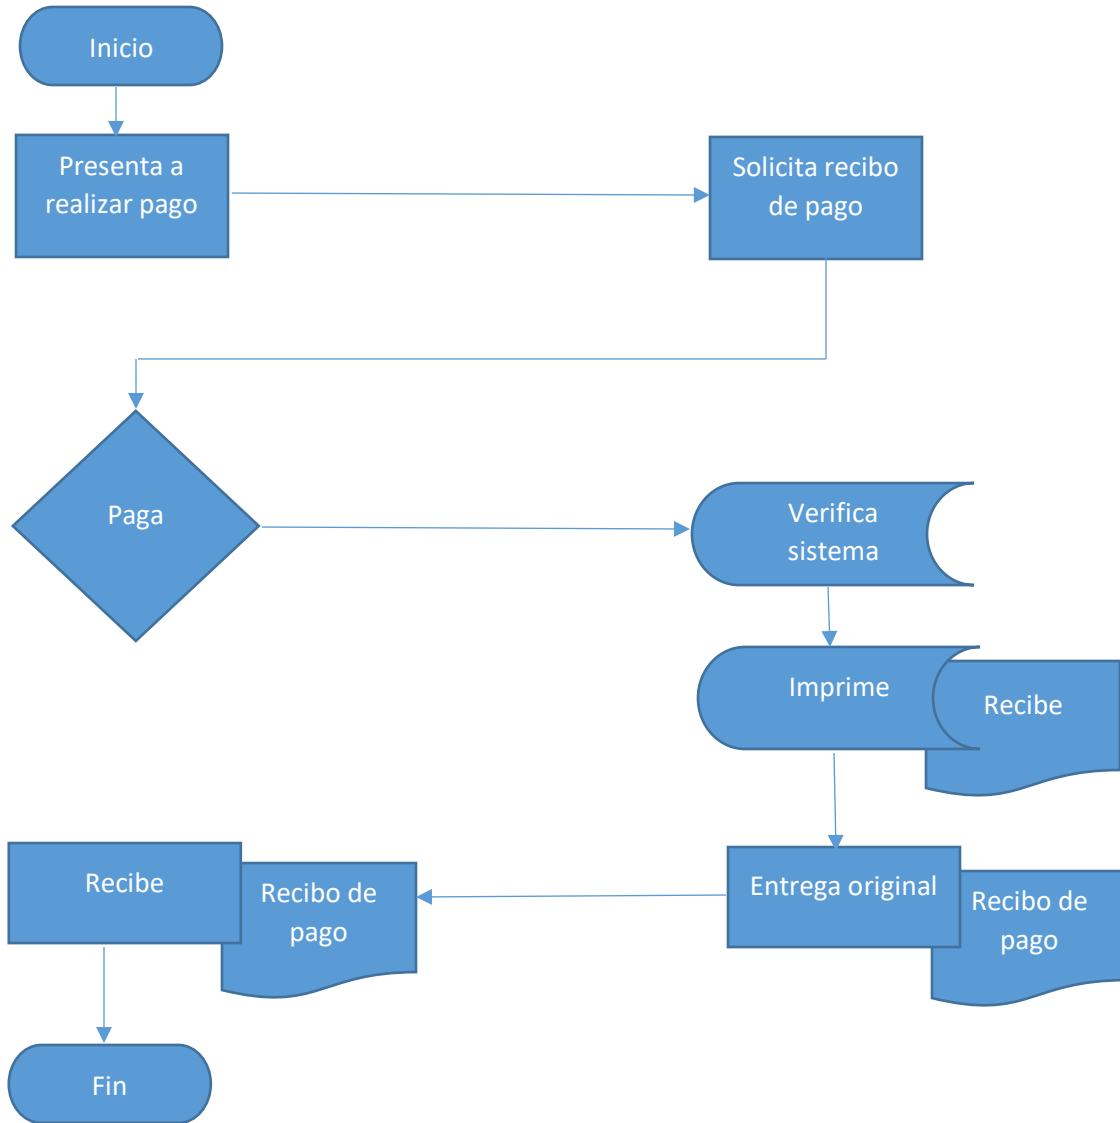 Inicio
Presenta a
realizar pago
Solicita recibo
de pago
Paga
Verifica
sistema
Imprime
Recibe
Entrega original
Recibo de
pago
Recibe
Recibo de
pago
Fin